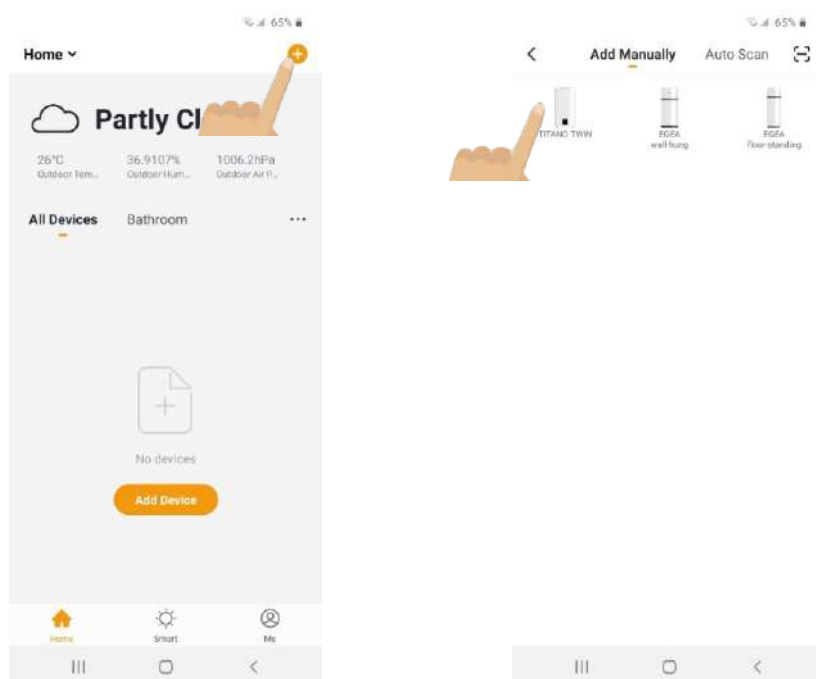 65%
Home
Partly Cl
26°C
36.9107%
1006.2hPa
Outdoor Tem...
Outdoor Hum...
Outdoor Air P...
All Devices
Bathroom
No devices
Add Device
Home
Smart
Me
65%
Add Manually
Auto Scan
TITANO TWIN
EGEA
wall-hung
EGEA
floor-standing